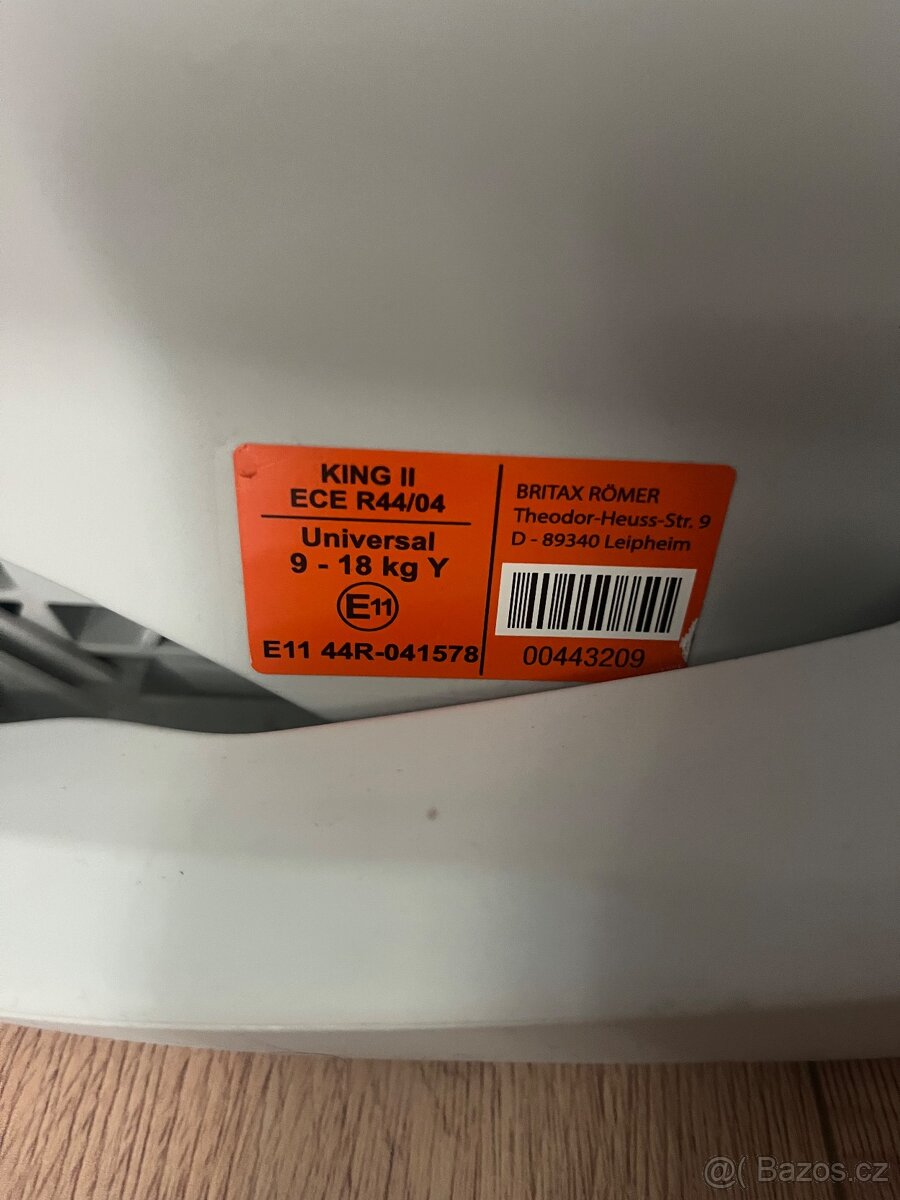 KING II
ECE R44/04
Universal
9 - 18 kg Y
E11
E11 44R-041578
BRITAX RÖMER
Theodor-Heuss-Str. 9
D - 89340 Leipheim
00443209
@( Bazos.cz